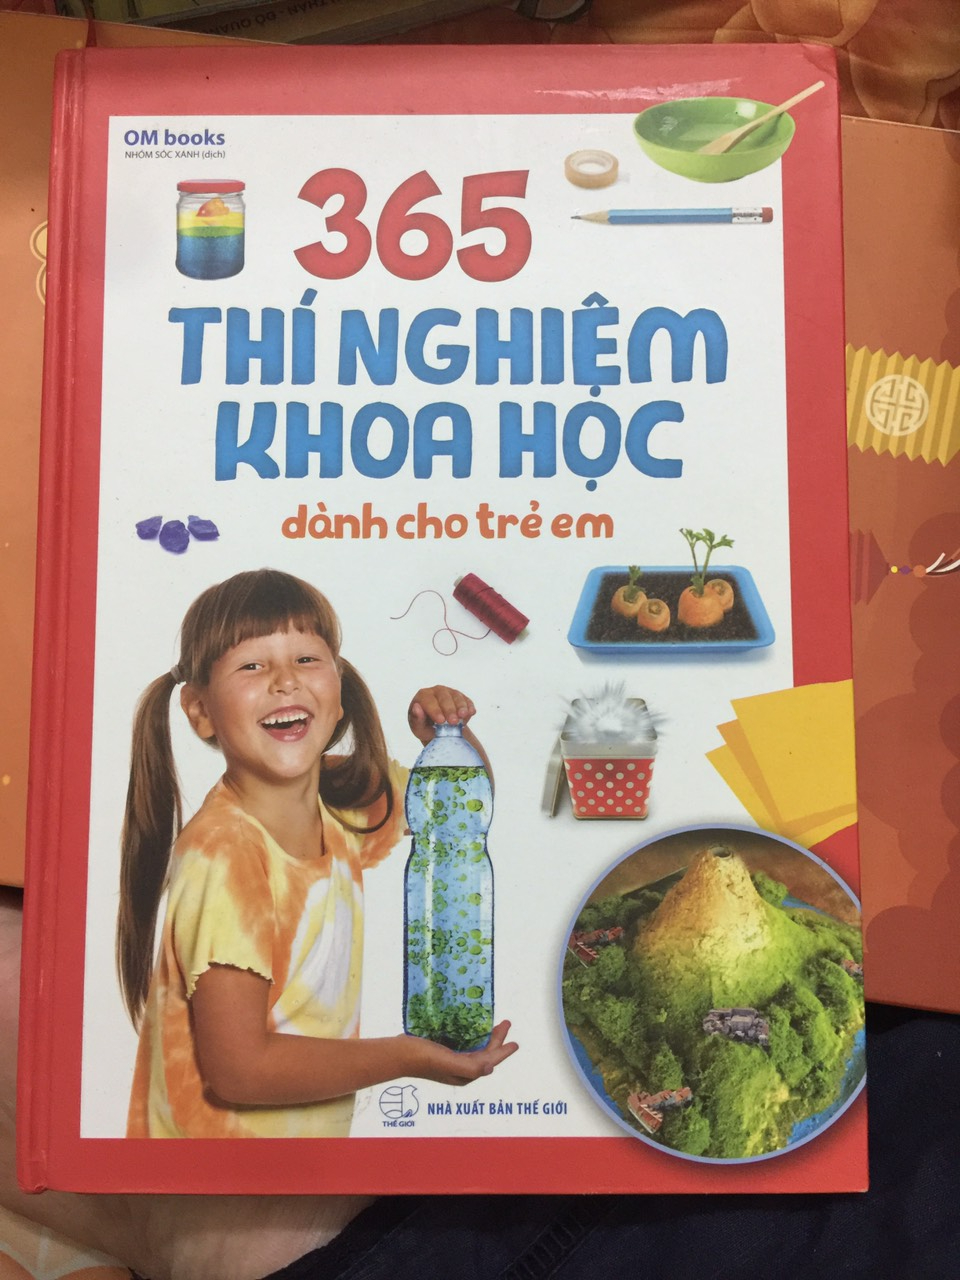 OM books
NHÓM SÓC XANH (dịch)
365
THÍ NGHIỆM
KHOA HỌC
dành cho trẻ em
THẾ GIỚI
NHÀ XUẤT BẢN THẾ GIỚI